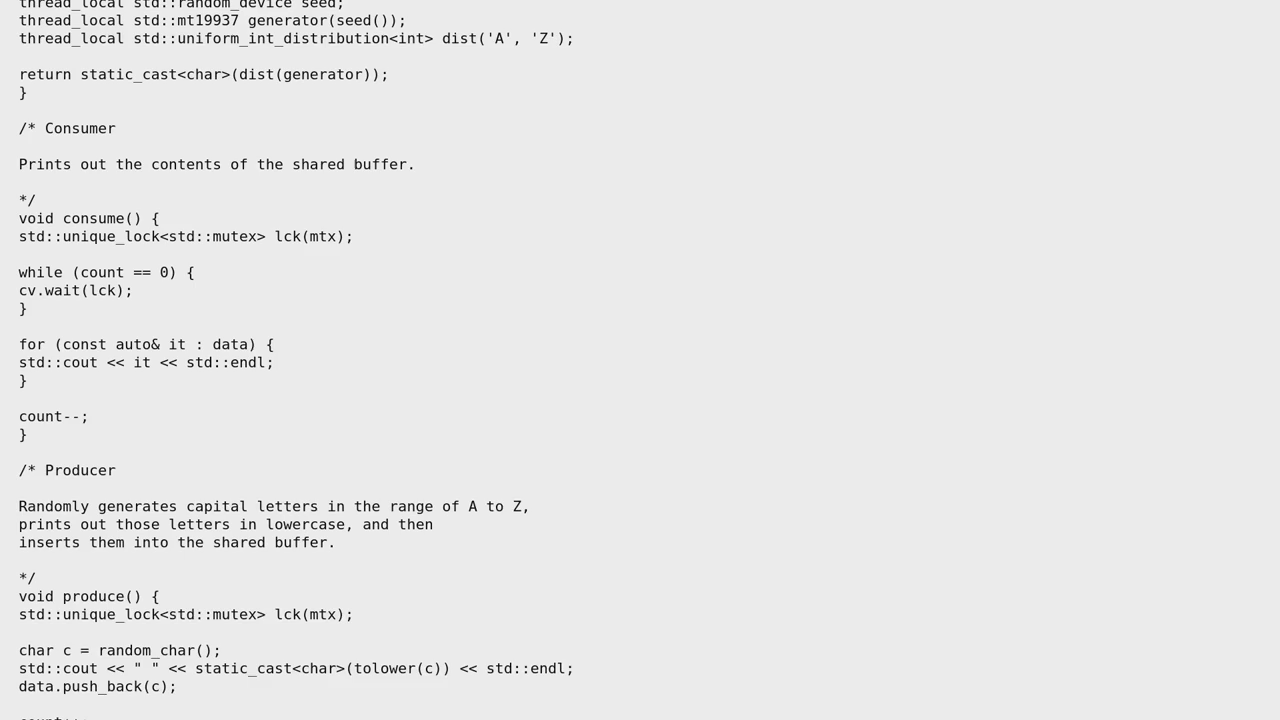 thread_local std::random_device seed;
thread_local std::mt19937 generator(seed());
thread_local std::uniform_int_distribution<int> dist('A', 'Z');
return static_cast<char>(dist(generator));
}
/* Consumer
Prints out the contents of the shared buffer.
*/
void consume() {
std::unique_lock<std::mutex> lck(mtx);
while (count == 0) {
cv.wait(lck);
}
for (const auto& it : data) {
std::cout << it << std::endl;
}
count--;
}
/* Producer
Randomly generates capital letters in the range of A to Z,
prints out those letters in lowercase, and then
inserts them into the shared buffer.
*/
void produce() {
std::unique_lock<std::mutex> lck(mtx);
char c = random_char();
std::cout << " " << static_cast<char>(tolower(c)) << std::endl;
data.push_back(c);